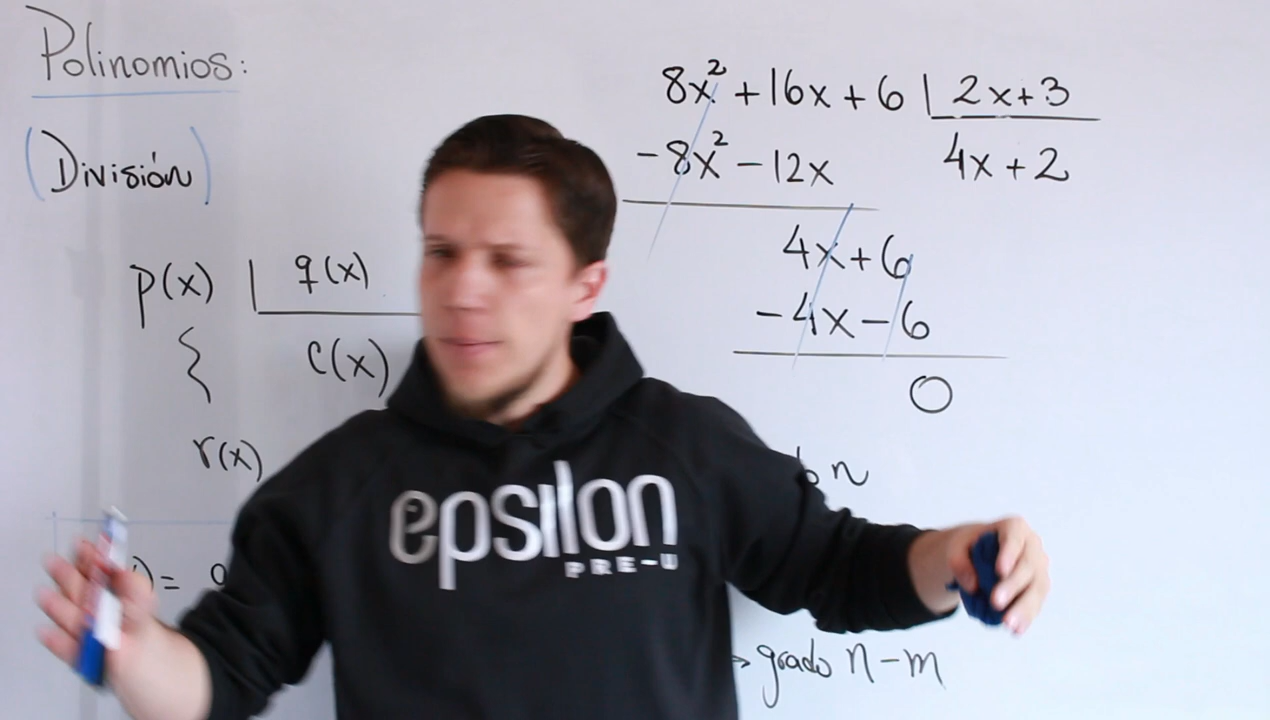 Polinomios:
(División)
p(x) | q(x)
{ c(x)
r(x)
)=
8x² + 16x + 6 | 2x+3
-8x² - 12x 4x + 2
4x+6
-4x-6
0
n
→ grado n-m
epsilon
PRE-U